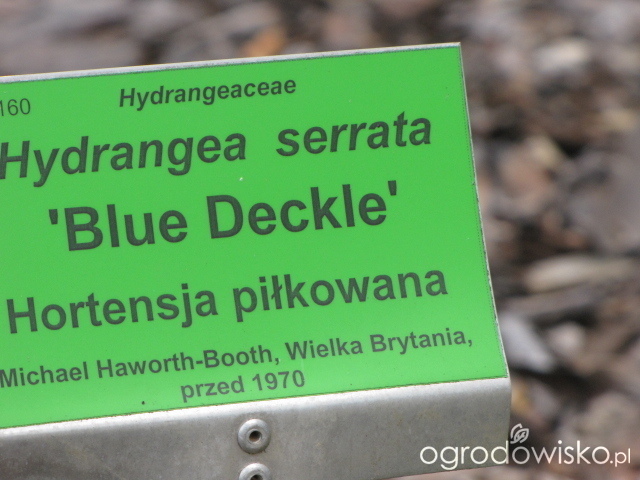 160
Hydrangeaceae
Hydrangea serrata
'Blue Deckle'
Hortensja piłkowana
Michael Haworth-Booth, Wielka Brytania,
przed 1970
ogrodowisko.pl